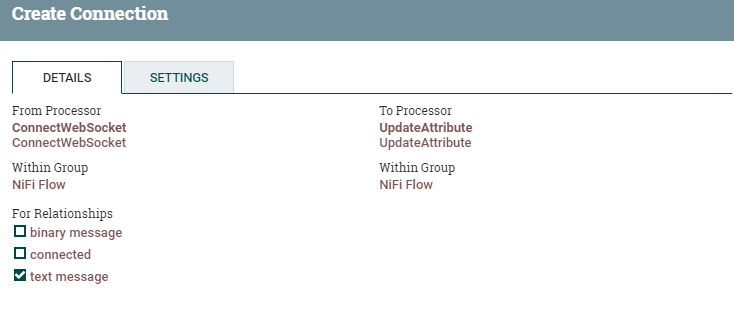 Create Connection
DETAILS
SETTINGS
From Processor
ConnectWebSocket
ConnectWebSocket
Within Group
NiFi Flow
To Processor
UpdateAttribute
UpdateAttribute
Within Group
NiFi Flow
For Relationships
binary message
connected
text message